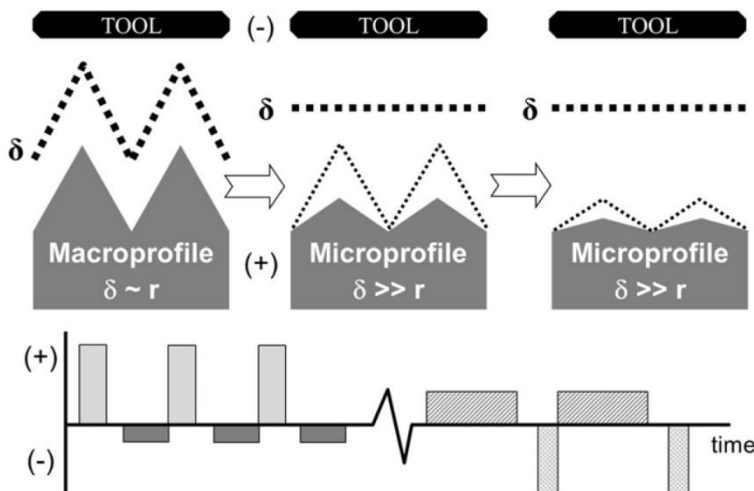 TOOL (-) TOOL TOOL
δ δ δ
Macroprofile (+) Microprofile Microprofile
δ ~ r δ >> r δ >> r
(+)
(-) time